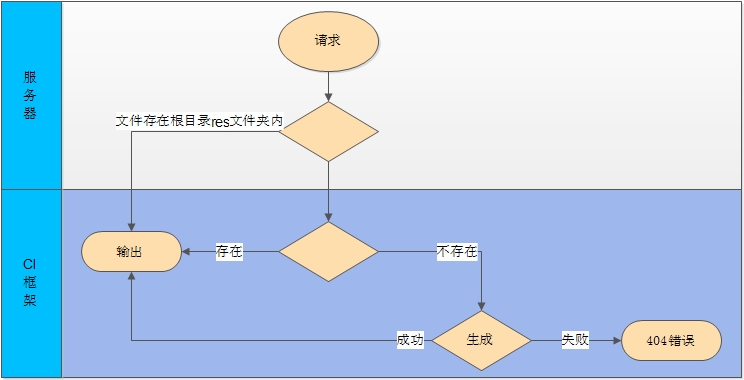 服务器
请求
文件存在根目录res文件夹内
CI框架
输出
存在
不存在
成功
生成
失败
404错误